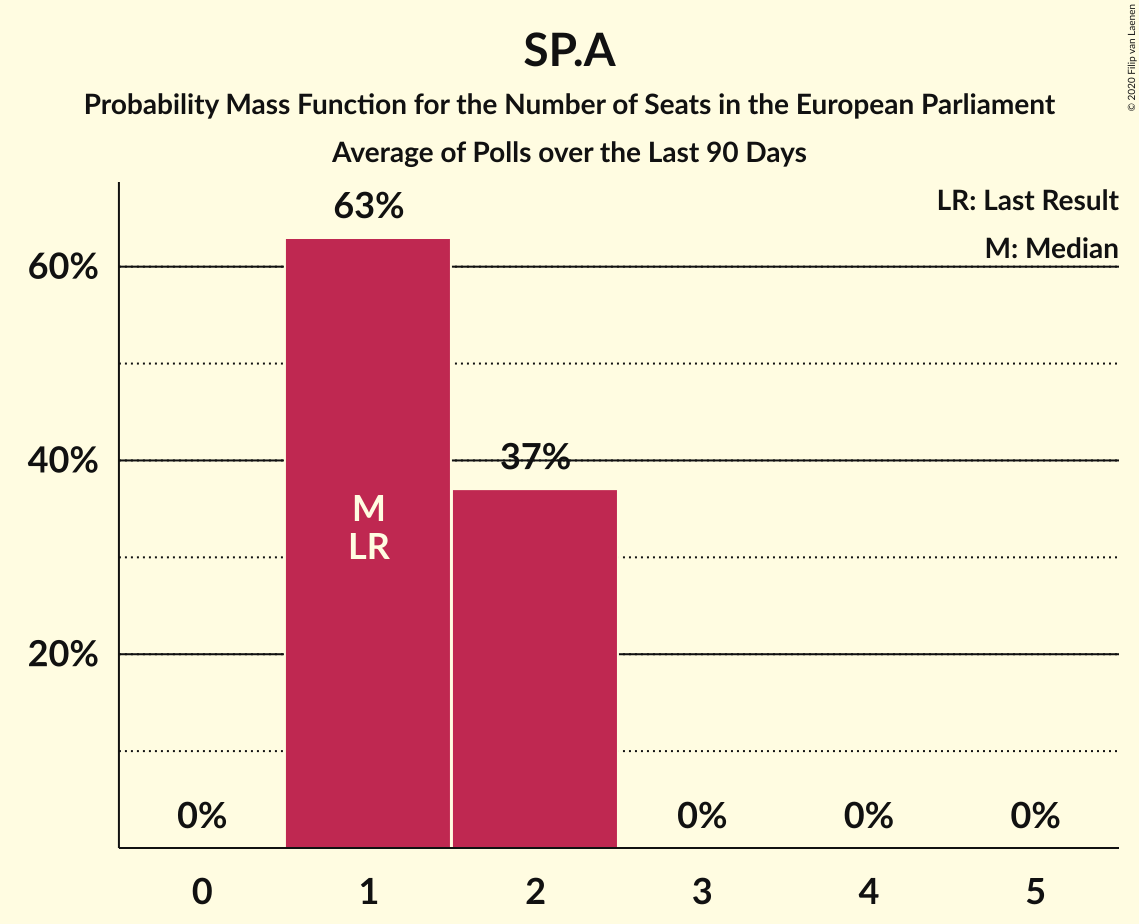 SP.A
Probability Mass Function for the Number of Seats in the European Parliament
Average of Polls over the Last 90 Days
© 2020 Filip van Laenen
LR: Last Result
M: Median
63%
60%
37%
40%
M
LR
20%
0%
0%
0%
0%
0 1 2 3 4 5